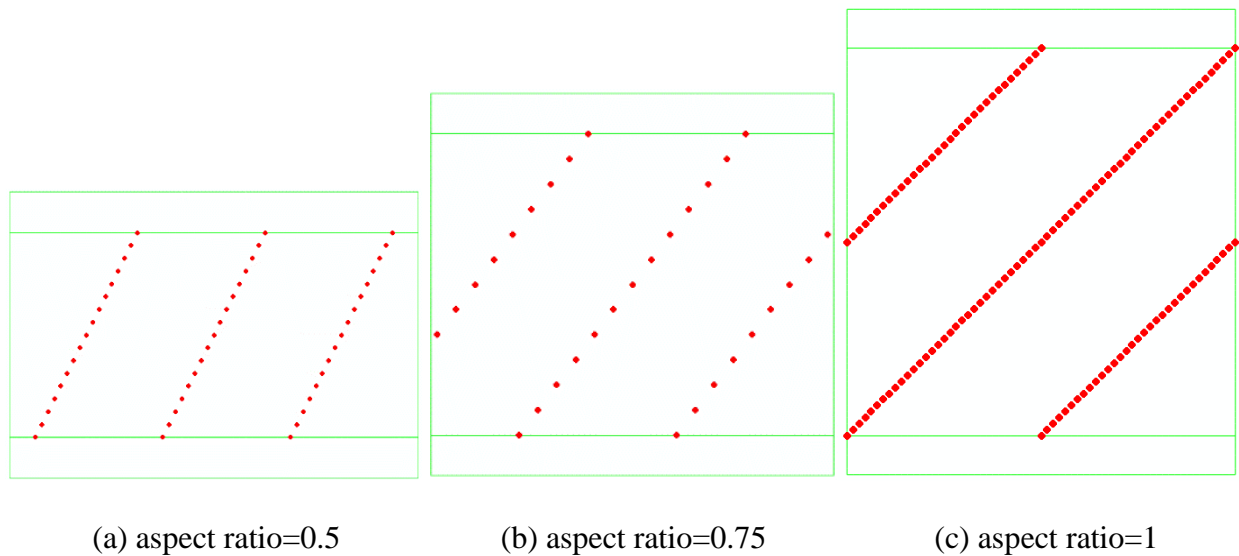 (a) aspect ratio=0.5
(b) aspect ratio=0.75
(c) aspect ratio=1